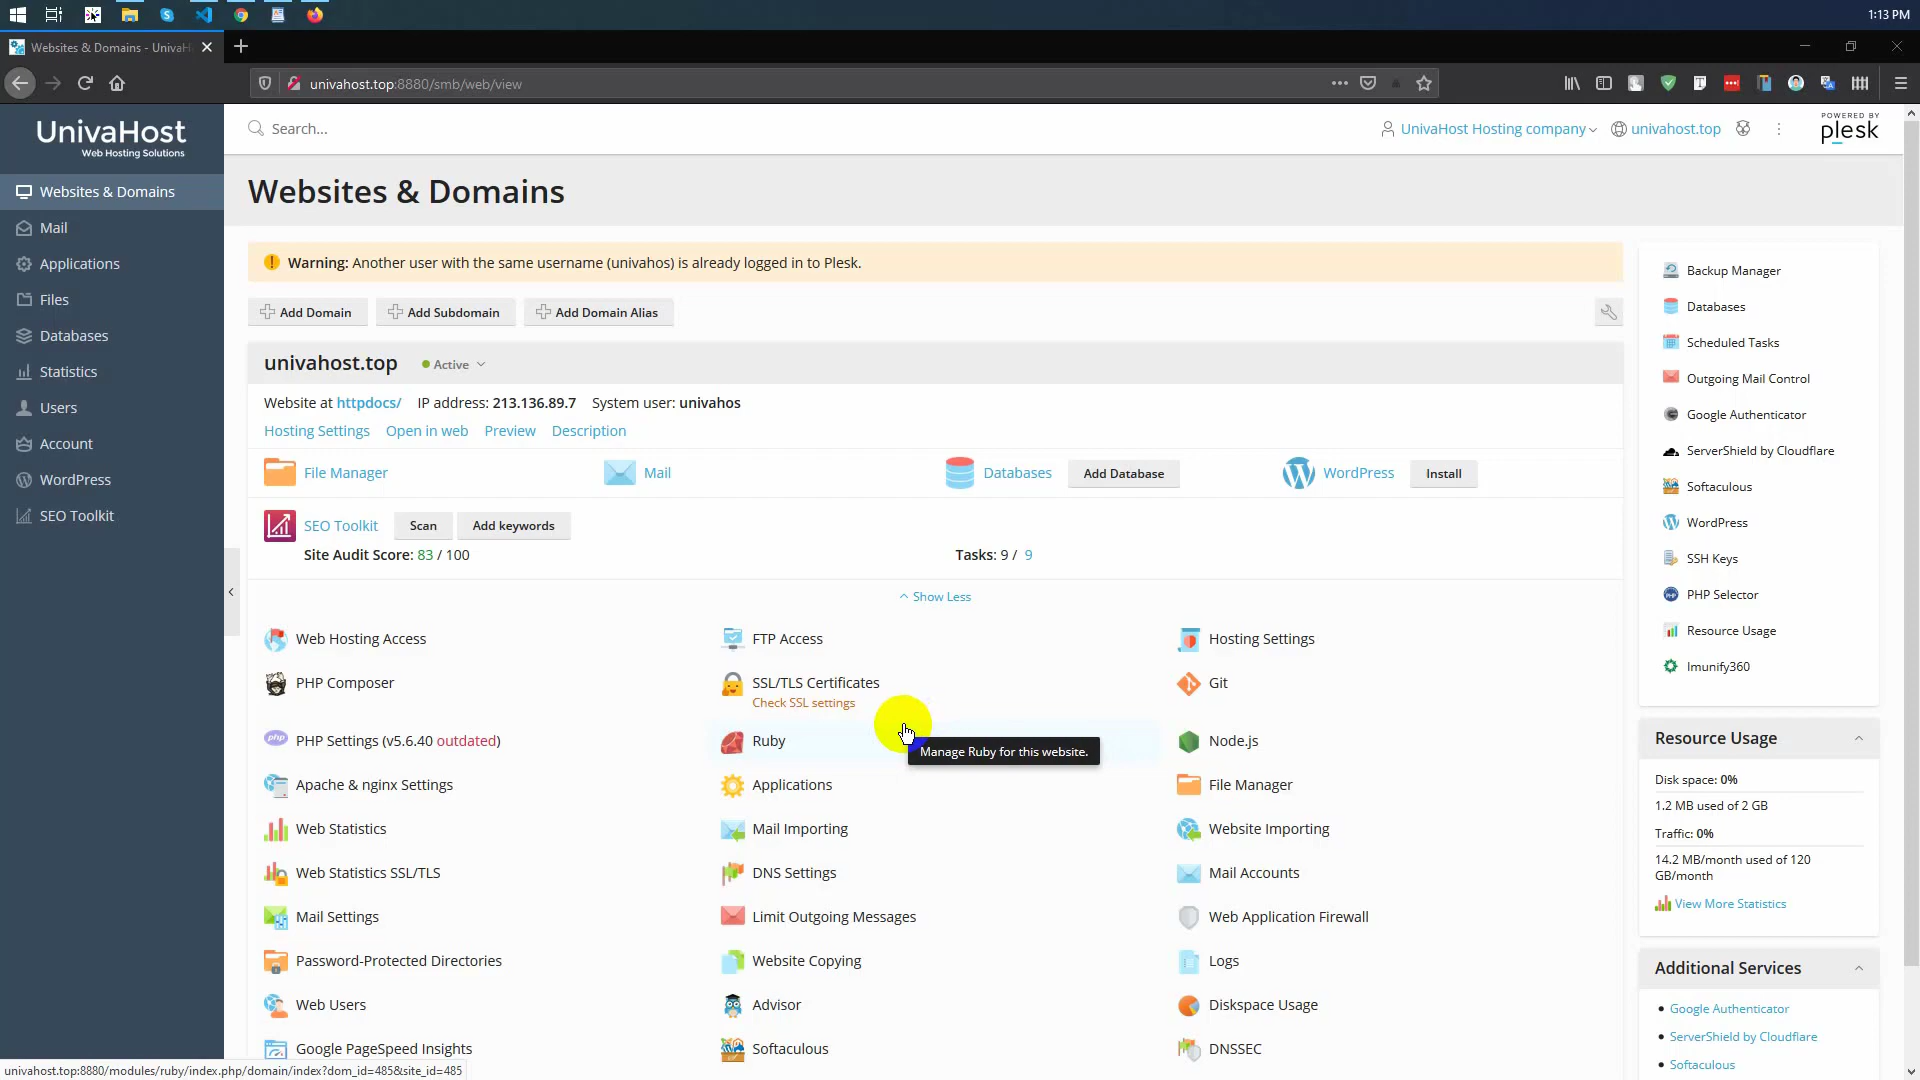 1:13 PM
Websites & Domains - UnivaH
univahost.top:8880/smb/web/view
UnivaHost
Web Hosting Solutions
Search...
UnivaHost Hosting company
univahost.top
POWERED BY
plesk
Websites & Domains
Mail
Applications
Files
Databases
Statistics
Users
Account
WordPress
SEO Toolkit
Websites & Domains
Warning: Another user with the same username (univahos) is already logged in to Plesk.
Add Domain
Add Subdomain
Add Domain Alias
univahost.top
Active
Website at httpdocs/ IP address: 213.136.89.7 System user: univahos
Hosting Settings Open in web Preview Description
File Manager
Mail
Databases
Add Database
WordPress
Install
SEO Toolkit
Scan
Add keywords
Site Audit Score: 83 / 100
Tasks: 9 / 9
Show Less
Web Hosting Access
FTP Access
Hosting Settings
PHP Composer
SSL/TLS Certificates
Check SSL settings
Git
PHP Settings (v5.6.40 outdated)
php
Ruby
Manage Ruby for this website.
Node.js
Apache & nginx Settings
Applications
File Manager
Web Statistics
Mail Importing
Website Importing
Web Statistics SSL/TLS
DNS Settings
Mail Accounts
Mail Settings
Limit Outgoing Messages
Web Application Firewall
Password-Protected Directories
Website Copying
Logs
Web Users
Advisor
Diskspace Usage
Google PageSpeed Insights
Softaculous
DNSSEC
Backup Manager
Databases
Scheduled Tasks
Outgoing Mail Control
Google Authenticator
ServerShield by Cloudflare
Softaculous
WordPress
SSH Keys
PHP Selector
Resource Usage
Imunify360
Resource Usage
Disk space: 0%
1.2 MB used of 2 GB
Traffic: 0%
14.2 MB/month used of 120
GB/month
View More Statistics
Additional Services
Google Authenticator
ServerShield by Cloudflare
Softaculous
univahost.top:8880/modules/ruby/index.php/domain/index?dom_id=485&site_id=485